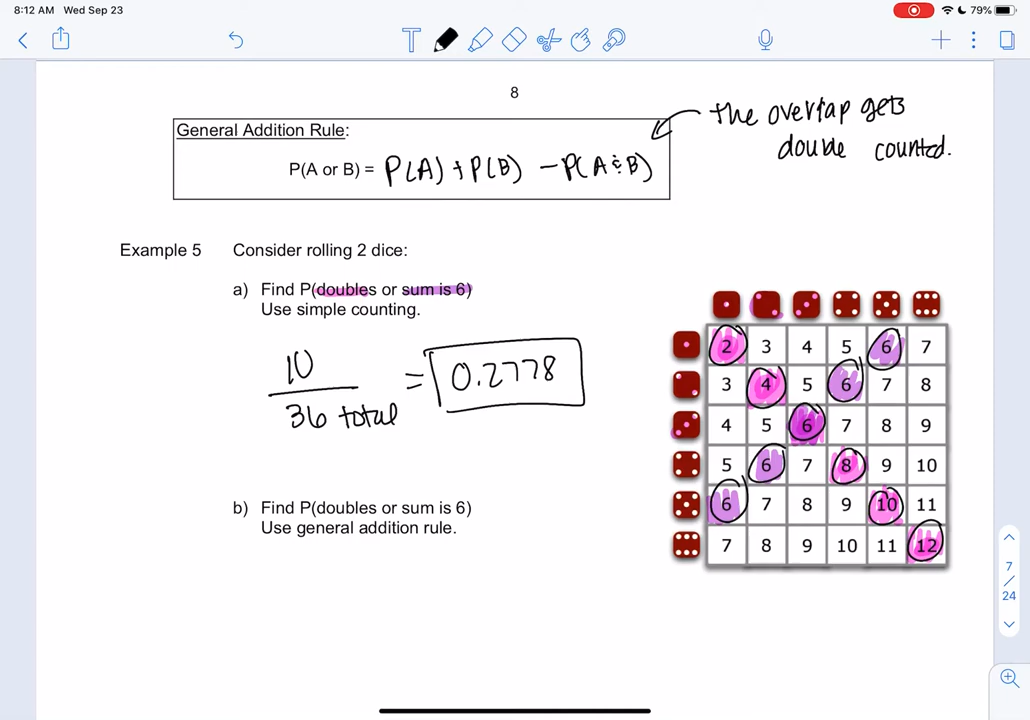 8:12 AM Wed Sep 23
79%
T
8
General Addition Rule:
P(A or B) = P(A) + P(B) - P(A & B)
the overlap gets
double counted.
Example 5 Consider rolling 2 dice:
a) Find P(doubles or sum is 6)
Use simple counting.
10
36 total
= 0.2778
2 3 4 5 6 7
3 4 5 6 7 8
4 5 6 7 8 9
5 6 7 8 9 10
6 7 8 9 10 11
7 8 9 10 11 12
b) Find P(doubles or sum is 6)
Use general addition rule.
7
/
24